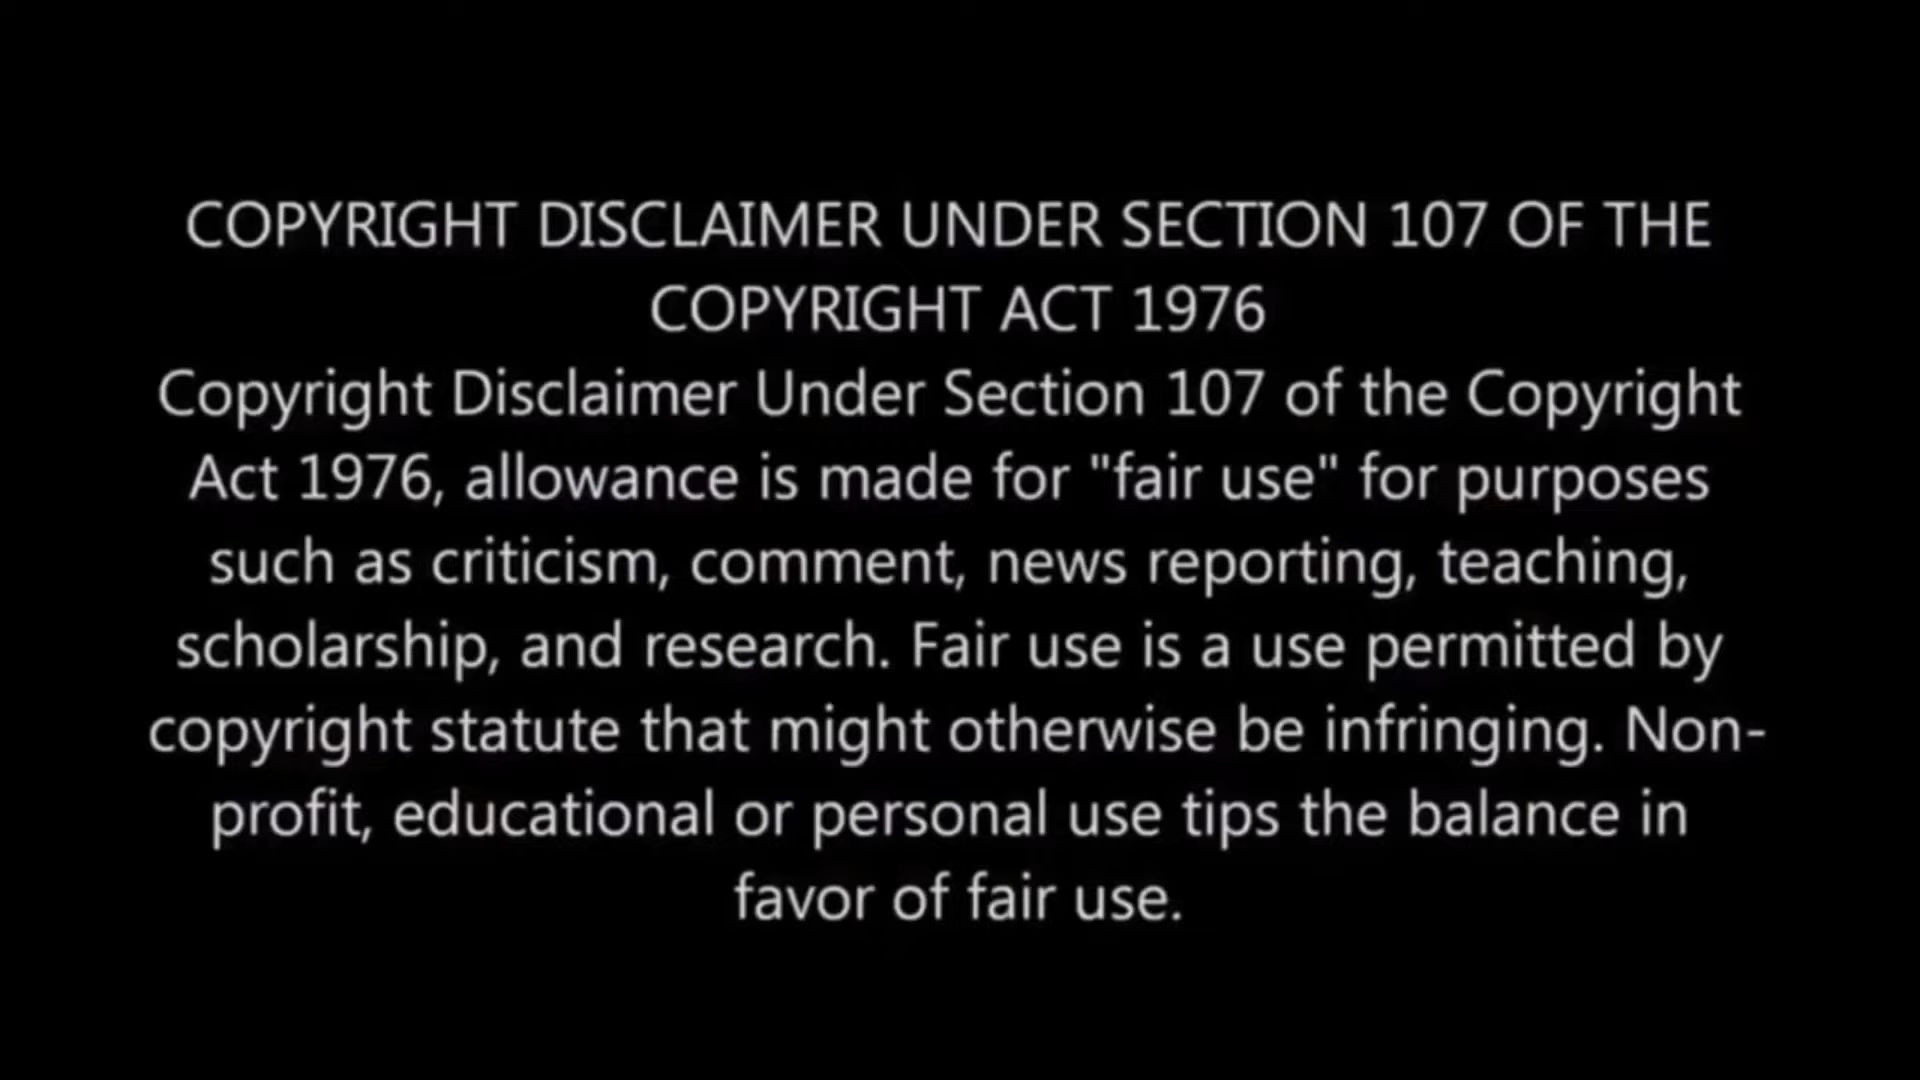 COPYRIGHT DISCLAIMER UNDER SECTION 107 OF THE
COPYRIGHT ACT 1976
Copyright Disclaimer Under Section 107 of the Copyright
Act 1976, allowance is made for "fair use" for purposes
such as criticism, comment, news reporting, teaching,
scholarship, and research. Fair use is a use permitted by
copyright statute that might otherwise be infringing. Non-
profit, educational or personal use tips the balance in
favor of fair use.